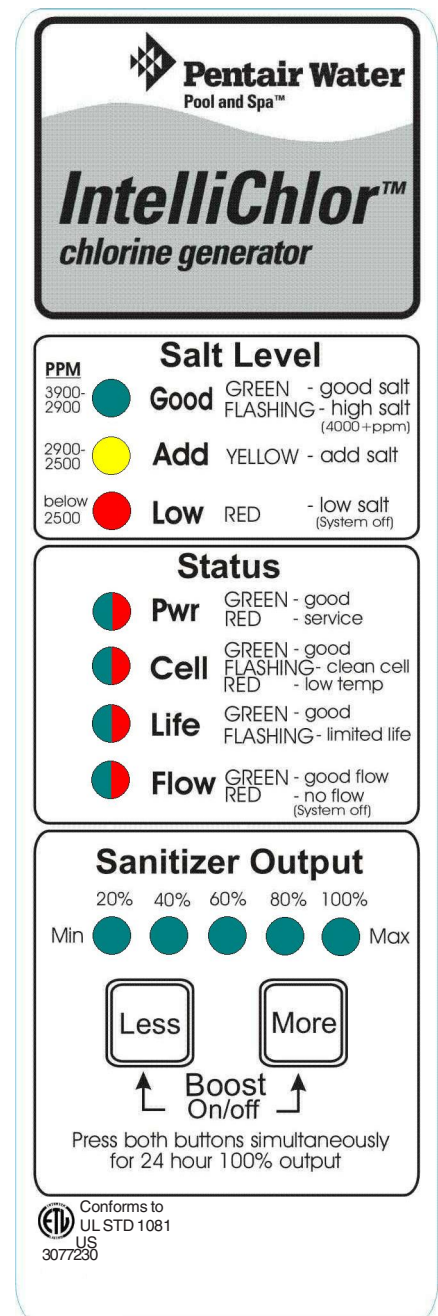 Pentair Water
Pool and Spa™
IntelliChlor™
chlorine generator
Salt Level
PPM
3900-
2900
Good
GREEN - good salt
FLASHING - high salt
(4000+ppm)
2900-
2500
Add
YELLOW - add salt
below
2500
Low
RED - low salt
(System off)
Status
Pwr
GREEN - good
RED - service
Cell
GREEN - good
FLASHING - clean cell
RED - low temp
Life
GREEN - good
FLASHING - limited life
Flow
GREEN - good flow
RED - no flow
(System off)
Sanitizer Output
20% 40% 60% 80% 100%
Min Max
Less More
Boost
On/off
Press both buttons simultaneously
for 24 hour 100% output
ETL
Conforms to
UL STD 1081
US
3077230